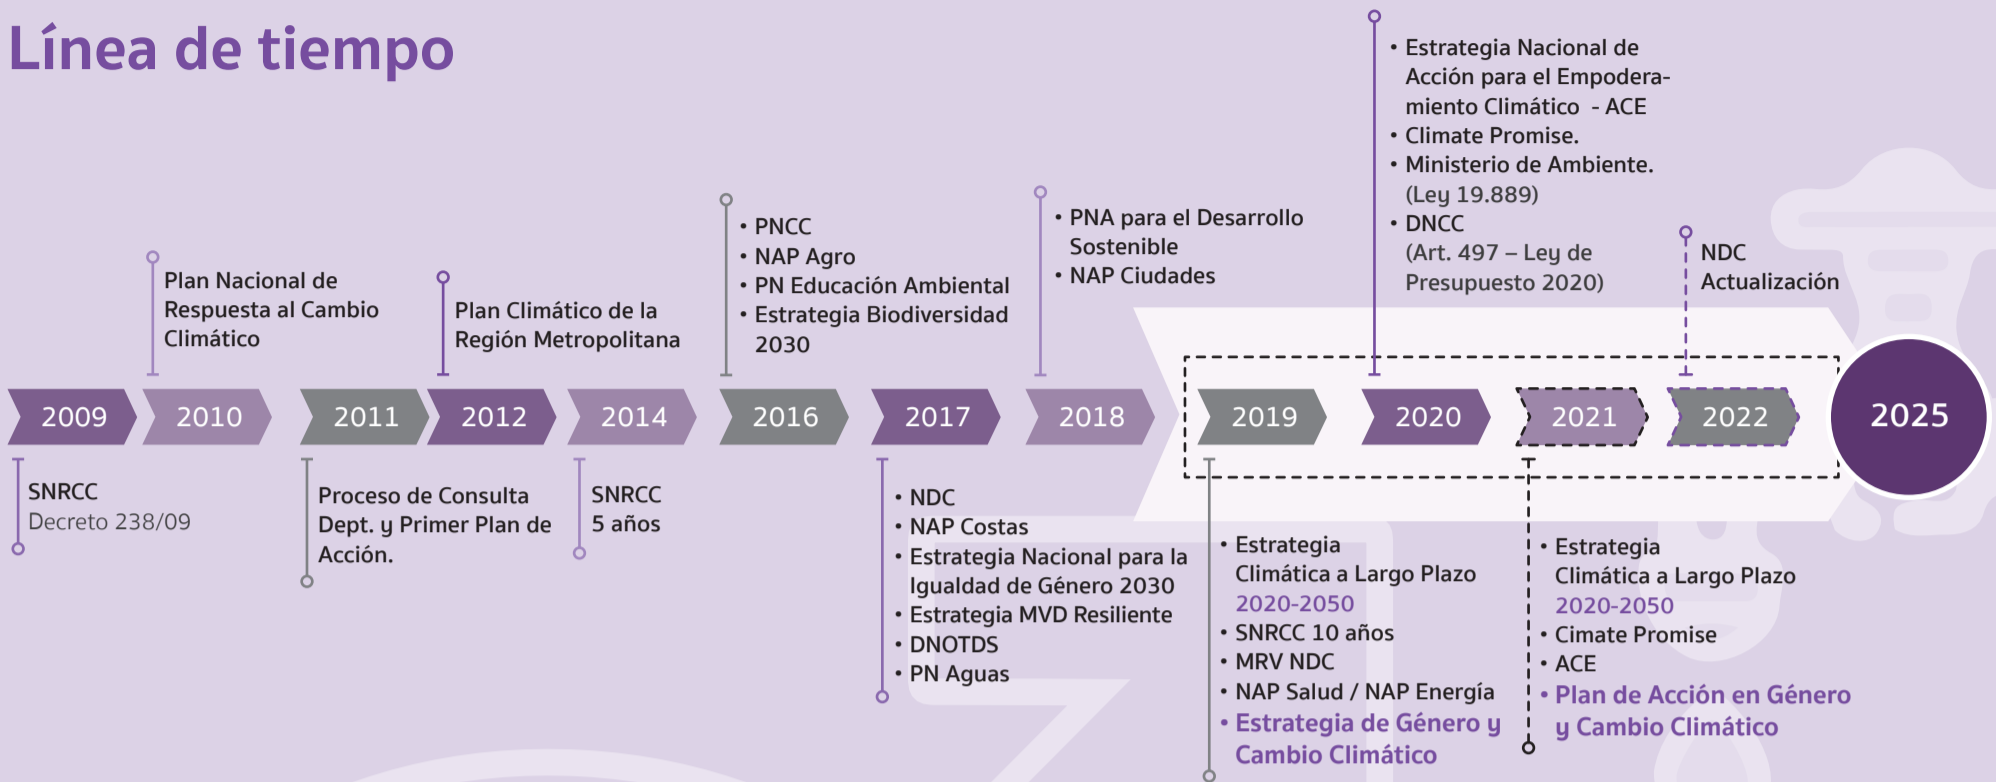 Línea de tiempo
2009
SNRCC
Decreto 238/09
2010
Plan Nacional de
Respuesta al Cambio
Climático
2011
Proceso de Consulta
Dept. y Primer Plan de
Acción.
2012
Plan Climático de la
Región Metropolitana
2014
SNRCC
5 años
2016
• PNCC
• NAP Agro
• PN Educación Ambiental
• Estrategia Biodiversidad
2030
2017
• NDC
• NAP Costas
• Estrategia Nacional para la
Igualdad de Género 2030
• Estrategia MVD Resiliente
• DNOTDS
• PN Aguas
2018
• PNA para el Desarrollo
Sostenible
• NAP Ciudades
2019
• Estrategia
Climática a Largo Plazo
2020-2050
• SNRCC 10 años
• MRV NDC
• NAP Salud / NAP Energía
• Estrategia de Género y
Cambio Climático
2020
• Estrategia Nacional de
Acción para el Empodera-
miento Climático - ACE
• Climate Promise.
• Ministerio de Ambiente.
(Ley 19.889)
• DNCC
(Art. 497 – Ley de
Presupuesto 2020)
2021
• Estrategia
Climática a Largo Plazo
2020-2050
• Cimate Promise
• ACE
• Plan de Acción en Género
y Cambio Climático
2022
NDC
Actualización
2025